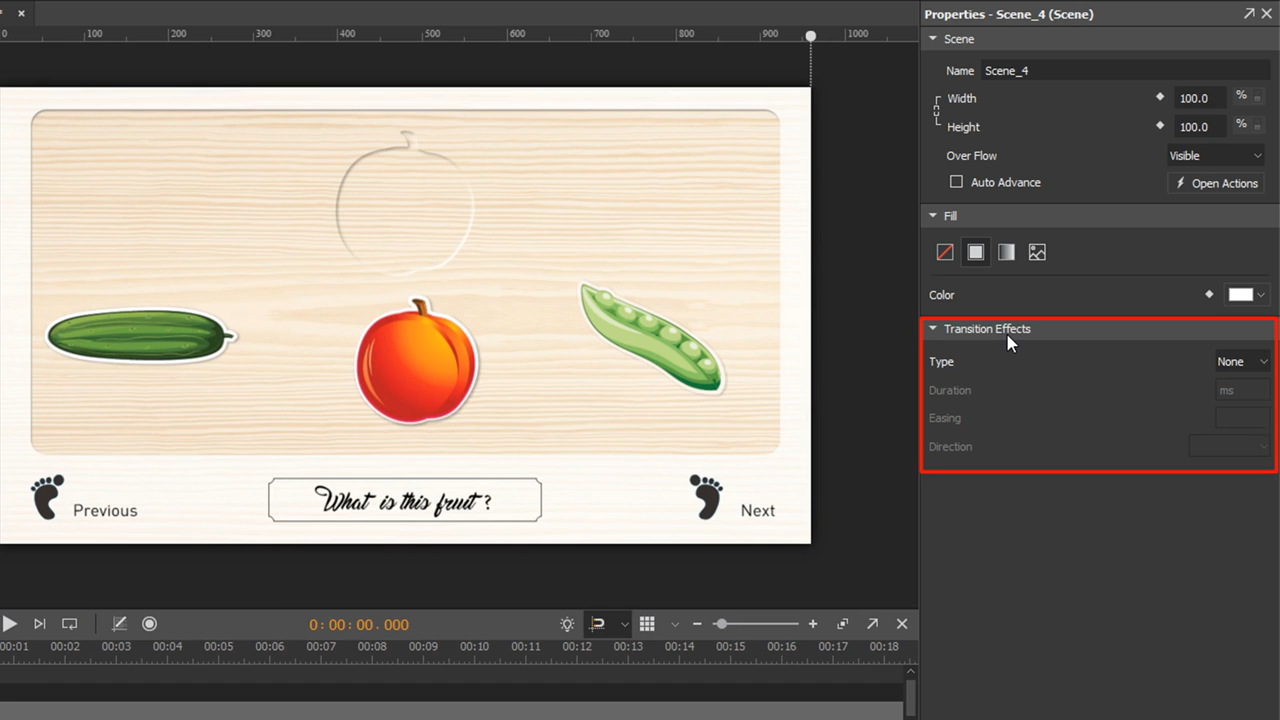 Properties - Scene_4 (Scene)
0 100 200 300 400 500 600 700 800 900 1000
Scene
Name Scene_4
Width 100.0 %
Height 100.0 %
Over Flow Visible
Auto Advance Open Actions
Fill
Color
Transition Effects
Type None
Duration ms
Easing
Direction
Previous What is this fruit ? Next
0:00:00.000
00:01 00:02 00:03 00:04 00:05 00:06 00:07 00:08 00:09 00:10 00:11 00:12 00:13 00:14 00:15 00:16 00:17 00:18